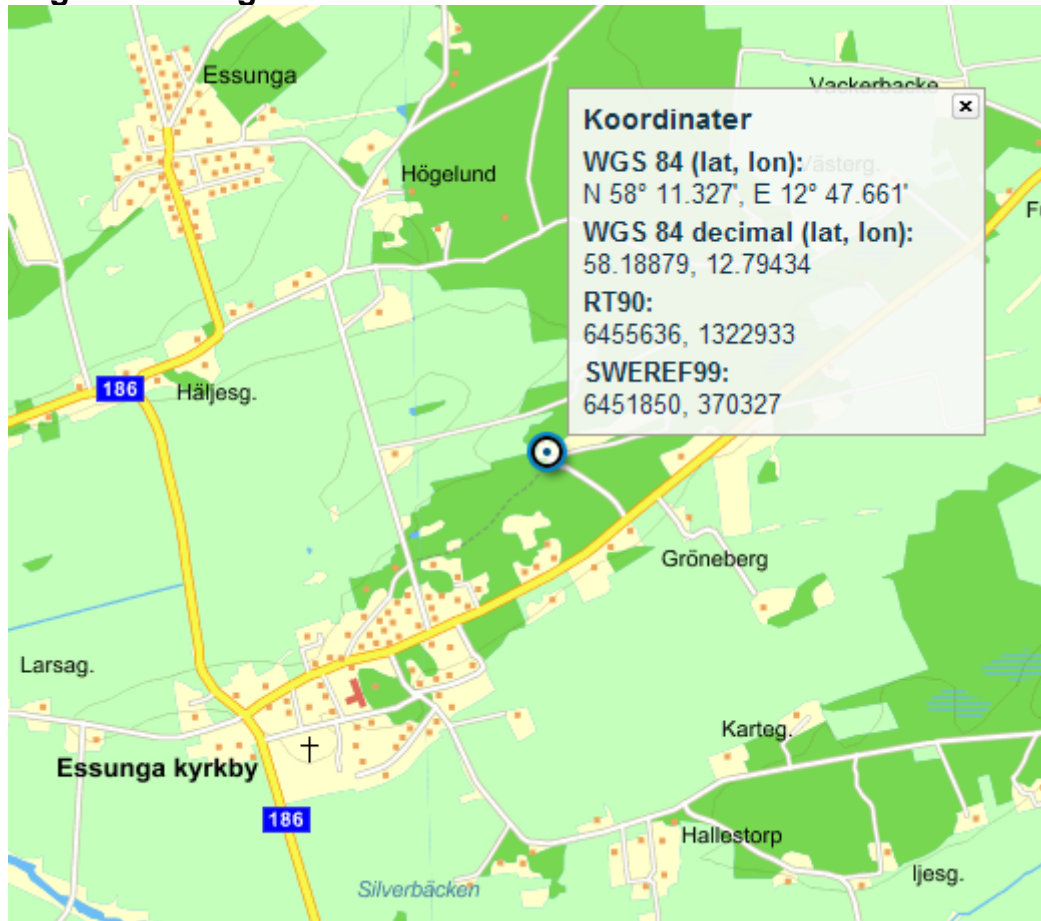 Essunga
Vackerbacke
Högelund
Koordinater
WGS 84 (lat, lon):
N 58° 11.327', E 12° 47.661'
WGS 84 decimal (lat, lon):
58.18879, 12.79434
RT90:
6455636, 1322933
SWEREF99:
6451850, 370327
186
Häljesg.
Gröneberg
Larsag.
Karteg.
Essunga kyrkby
186
Hallestorp
ljesg.
Silverbäcken